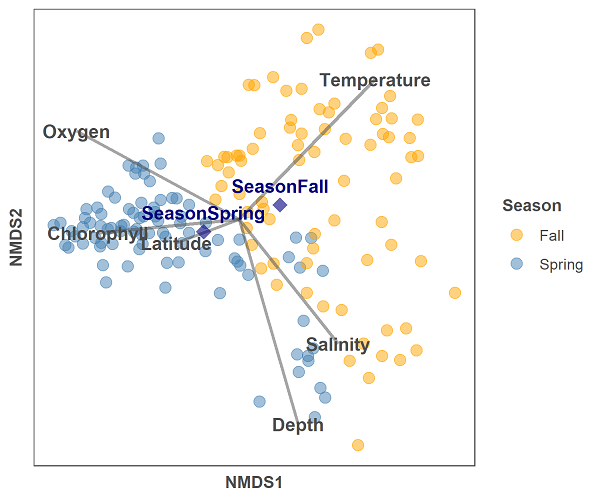 Temperature
Oxygen
SeasonFall
SeasonSpring
Chlorophyll
Latitude
Salinity
Depth
NMDS2
NMDS1
Season
Fall
Spring